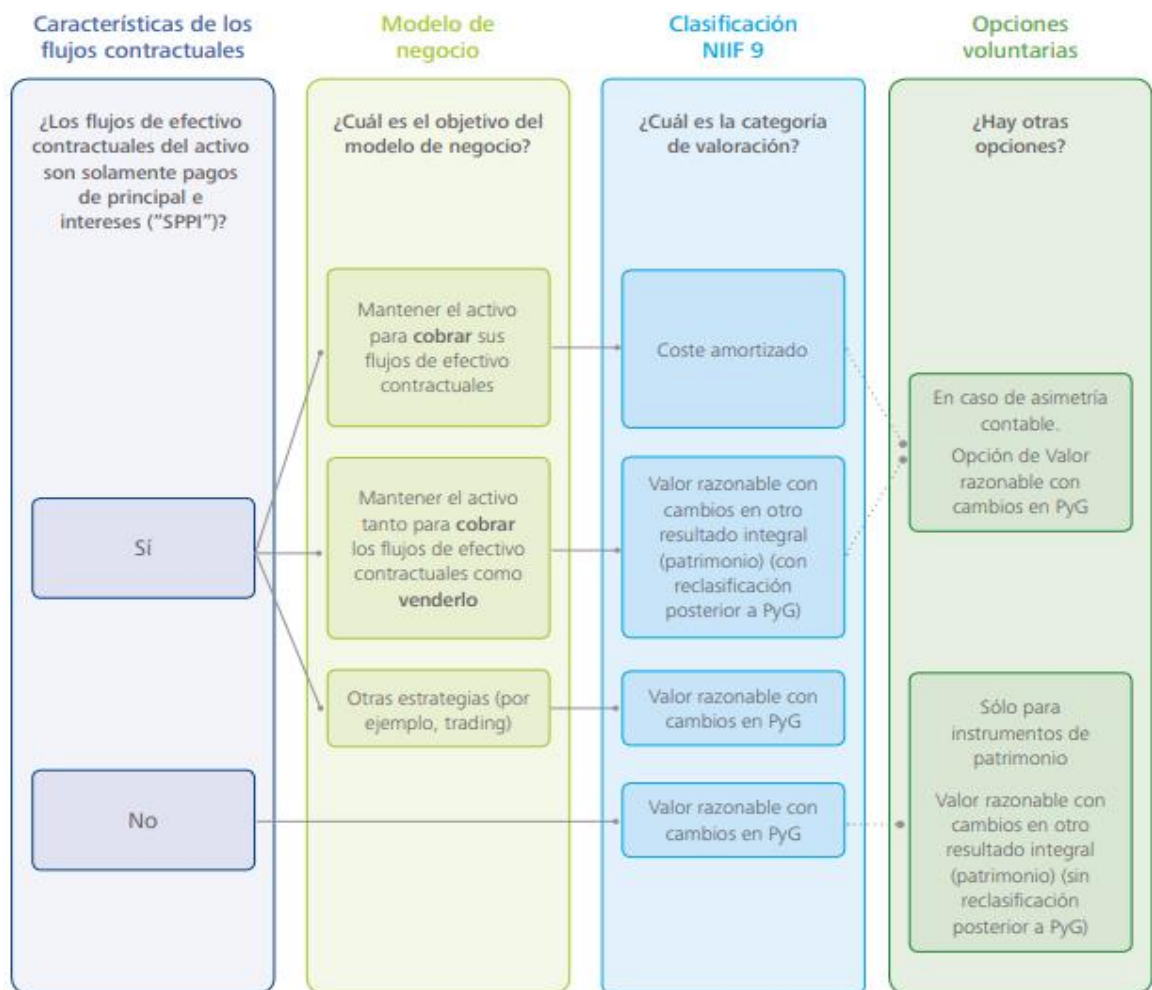 Características de los
flujos contractuales
¿Los flujos de efectivo
contractuales del activo
son solamente pagos
de principal e
intereses ("SPPI")?
Sí
No
Modelo de
negocio
¿Cuál es el objetivo del
modelo de negocio?
Mantener el activo
para cobrar sus
flujos de efectivo
contractuales
Mantener el activo
tanto para cobrar
los flujos de efectivo
contractuales como
venderlo
Otras estrategias (por
ejemplo, trading)
Clasificación
NIIF 9
¿Cuál es la categoría
de valoración?
Coste amortizado
Valor razonable con
cambios en otro
resultado integral
(patrimonio) (con
reclasificación
posterior a PyG)
Valor razonable con
cambios en PyG
Valor razonable con
cambios en PyG
Opciones
voluntarias
¿Hay otras
opciones?
En caso de asimetría
contable.
Opción de Valor
razonable con
cambios en PyG
Sólo para
instrumentos de
patrimonio
Valor razonable con
cambios en otro
resultado integral
(patrimonio) (sin
reclasificación
posterior a PyG)